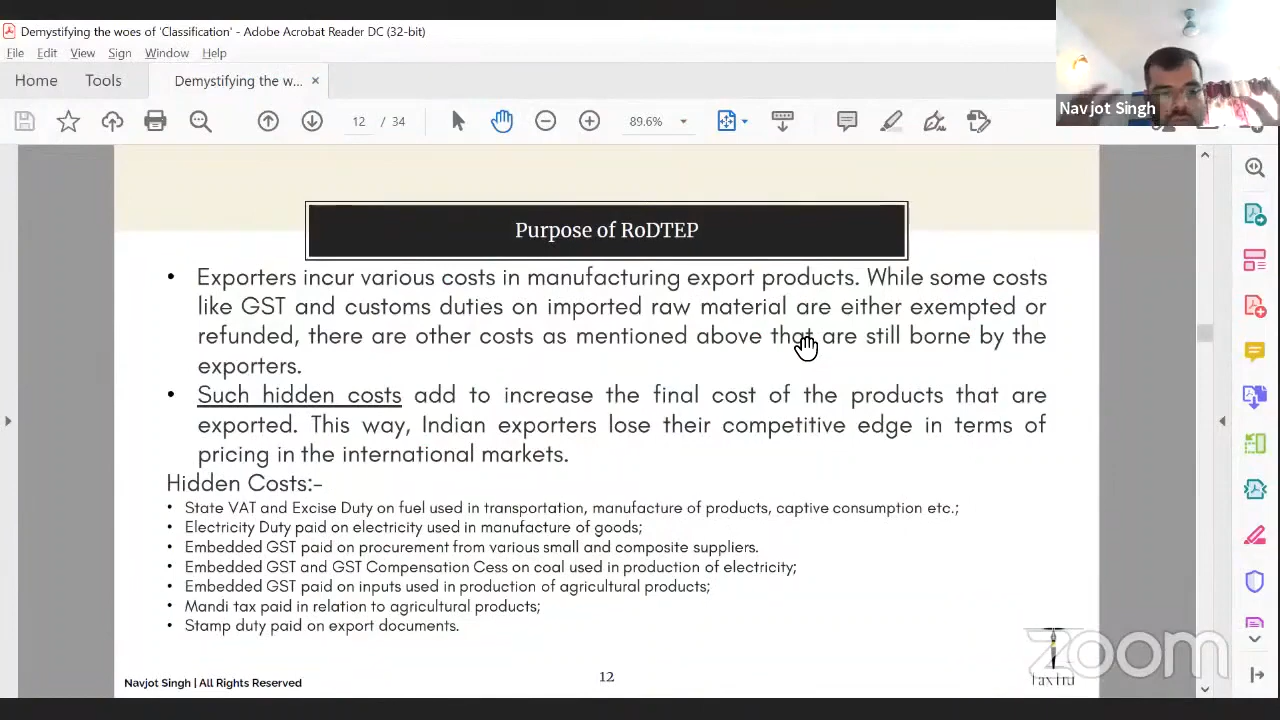 Demystifying the woes of 'Classification' - Adobe Acrobat Reader DC (32-bit)
File Edit View Sign Window Help
Home Tools Demystifying the w... ×
12 / 34 89.6%
Navjot Singh
Purpose of RoDTEP
• Exporters incur various costs in manufacturing export products. While some costs
like GST and customs duties on imported raw material are either exempted or
refunded, there are other costs as mentioned above that are still borne by the
exporters.
• Such hidden costs add to increase the final cost of the products that are
exported. This way, Indian exporters lose their competitive edge in terms of
pricing in the international markets.
Hidden Costs:-
• State VAT and Excise Duty on fuel used in transportation, manufacture of products, captive consumption etc.;
• Electricity Duty paid on electricity used in manufacture of goods;
• Embedded GST paid on procurement from various small and composite suppliers.
• Embedded GST and GST Compensation Cess on coal used in production of electricity;
• Embedded GST paid on inputs used in production of agricultural products;
• Mandi tax paid in relation to agricultural products;
• Stamp duty paid on export documents.
zoom
Navjot Singh | All Rights Reserved
12